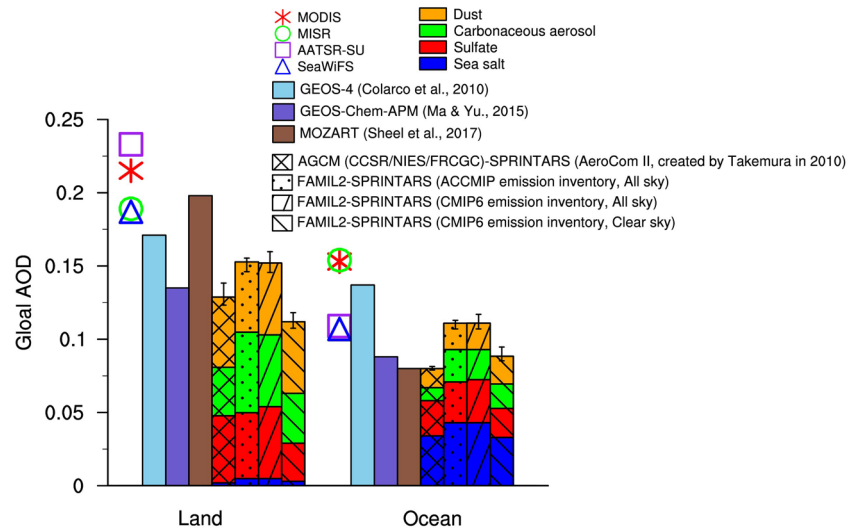 MODIS
MISR
AATSR-SU
SeaWiFS
Dust
Carbonaceous aerosol
Sulfate
Sea salt
GEOS-4 (Colarco et al., 2010)
GEOS-Chem-APM (Ma & Yu., 2015)
MOZART (Sheel et al., 2017)
AGCM (CCSR/NIES/FRCGC)-SPRINTARS (AeroCom II, created by Takemura in 2010)
FAMIL2-SPRINTARS (ACCMIP emission inventory, All sky)
FAMIL2-SPRINTARS (CMIP6 emission inventory, All sky)
FAMIL2-SPRINTARS (CMIP6 emission inventory, Clear sky)
Gloal AOD
0.25
0.2
0.15
0.1
0.05
0
Land
Ocean